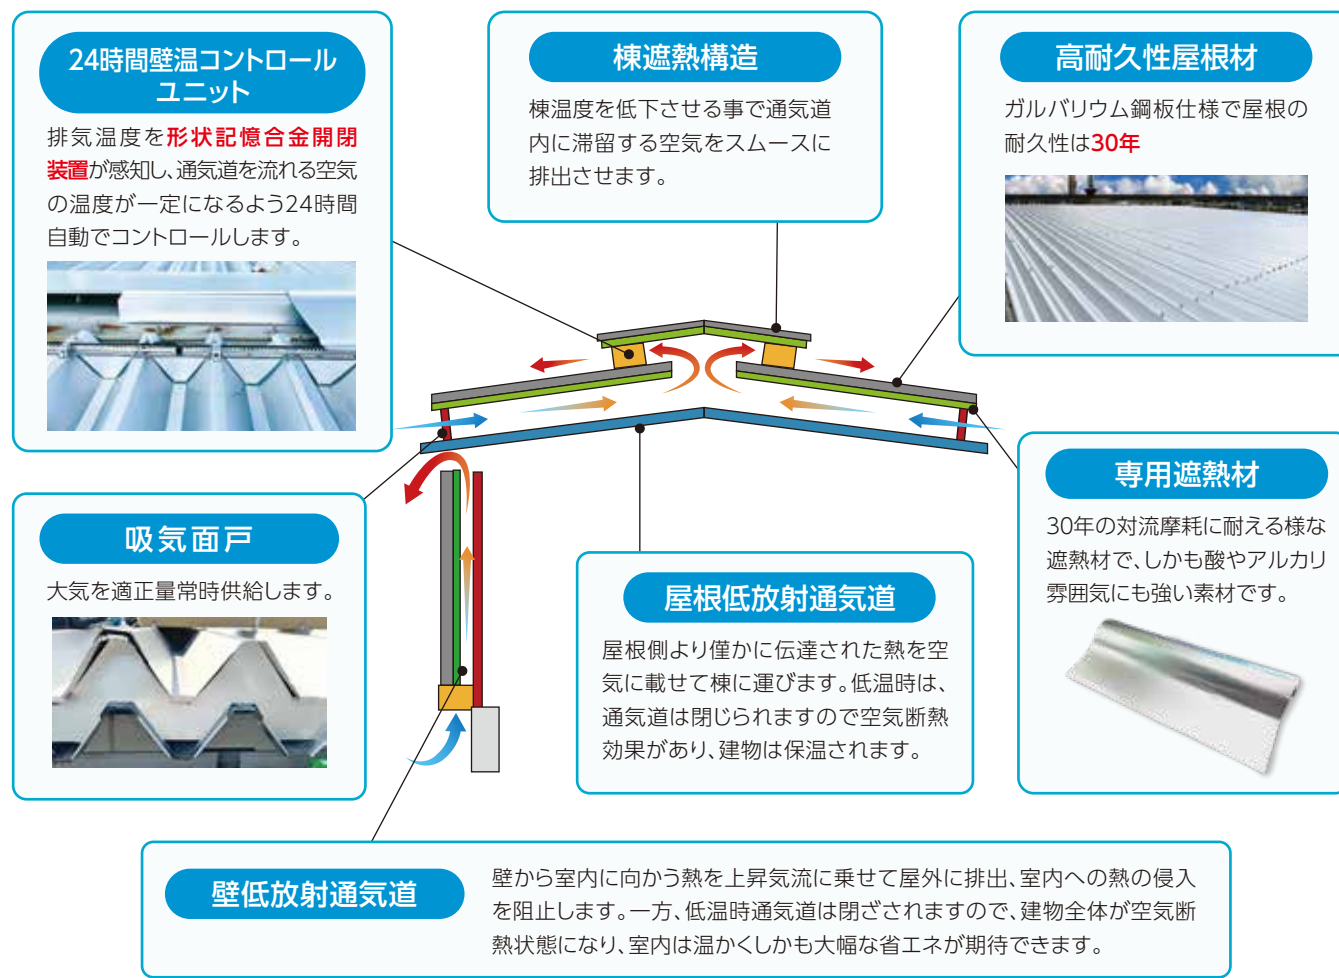 24時間壁温コントロール
ユニット
排気温度を形状記憶合金開閉
装置が感知し、通気道を流れる空気
の温度が一定になるよう24時間
自動でコントロールします。
棟遮熱構造
棟温度を低下させる事で通気道
内に滞留する空気をスムースに
排出させます。
高耐久性屋根材
ガルバリウム鋼板仕様で屋根の
耐久性は30年
吸気面戸
大気を適正量常時供給します。
屋根低放射通気道
屋根側より僅かに伝達された熱を空
気に載せて棟に運びます。低温時は、
通気道は閉じられますので空気断熱
効果があり、建物は保温されます。
専用遮熱材
30年の対流摩耗に耐える様な
遮熱材で、しかも酸やアルカリ
雰囲気にも強い素材です。
壁低放射通気道
壁から室内に向かう熱を上昇気流に乗せて屋外に排出、室内への熱の侵入
を阻止します。一方、低温時通気道は閉ざされますので、建物全体が空気断
熱状態になり、室内は温かくしかも大幅な省エネが期待できます。